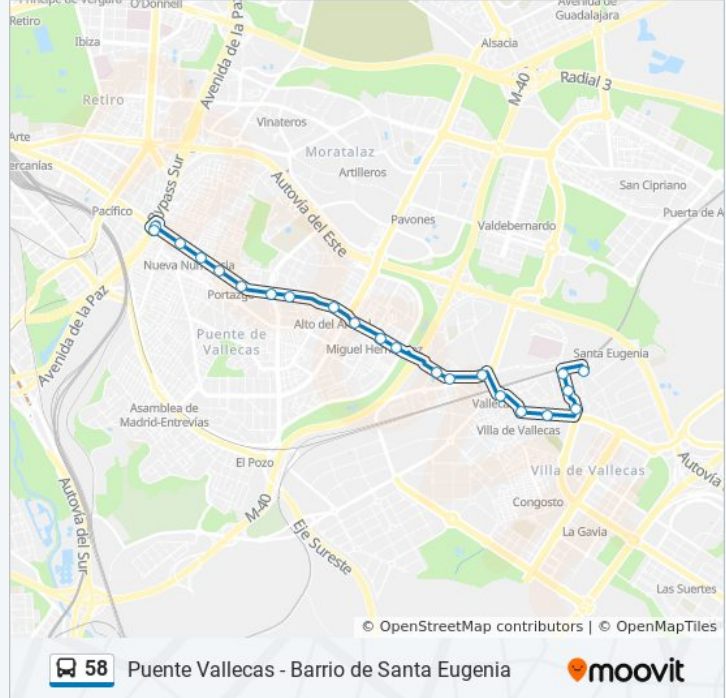 Príncipe de Vergara
O'Donnell
Avenida de
Guadalajara
Retiro
Ibiza
Avenida de la Paz
Alsacia
M-40
Radial 3
Retiro
Vinateros
Arte
Moratalaz
Artilleros
Bypass Sur
Autovía del Este
San Cipriano
Pacífico
Pavones
Valdebernardo
Puerta de A
Nueva Numancia
Portazgo
Avenida de la Paz
Puente de
Vallecas
Alto del A
Miguel Hernández
Santa Eugenia
Vallecas
Asamblea de
Madrid-Entrevías
Villa de Vallecas
El Pozo
Villa de Vallecas
Autovía
Autovía del Sur
M-40
Congosto
Eje Sureste
La Gavia
Las Suertes
© OpenStreetMap contributors | © OpenMapTiles
58 Puente Vallecas - Barrio de Santa Eugenia
moovit